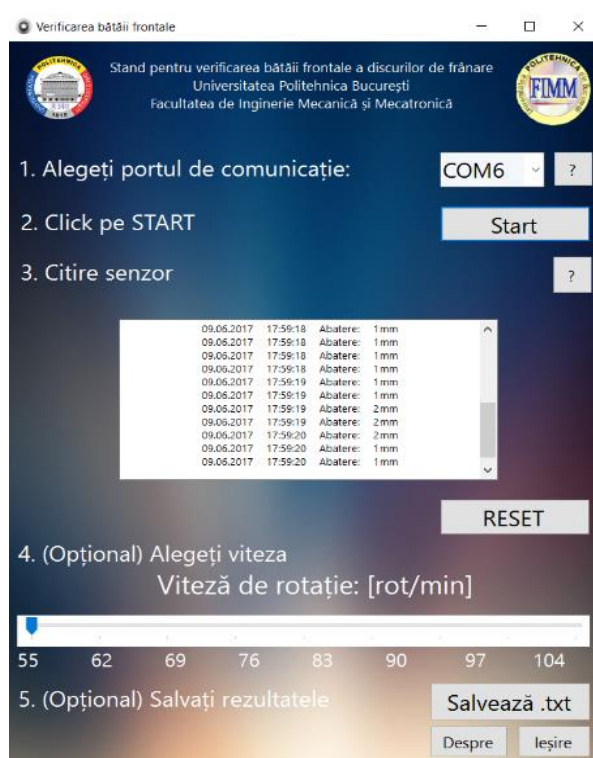 Verificarea bătăii frontale
Stand pentru verificarea bătăii frontale a discurilor de frânare
Universitatea Politehnica București
Facultatea de Inginerie Mecanică și Mecatronică
FIMM
1. Alegeți portul de comunicație:
COM6
?
2. Click pe START
Start
3. Citire senzor
?
09.06.2017 17:59:18 Abatere: 1mm
09.06.2017 17:59:18 Abatere: 1mm
09.06.2017 17:59:18 Abatere: 1mm
09.06.2017 17:59:18 Abatere: 1mm
09.06.2017 17:59:19 Abatere: 1mm
09.06.2017 17:59:19 Abatere: 1mm
09.06.2017 17:59:19 Abatere: 2mm
09.06.2017 17:59:19 Abatere: 2mm
09.06.2017 17:59:20 Abatere: 2mm
09.06.2017 17:59:20 Abatere: 1mm
09.06.2017 17:59:20 Abatere: 1mm
RESET
4. (Opțional) Alegeți viteza
Viteză de rotație: [rot/min]
55 62 69 76 83 90 97 104
5. (Opțional) Salvați rezultatele
Salvează .txt
Despre
Ieșire